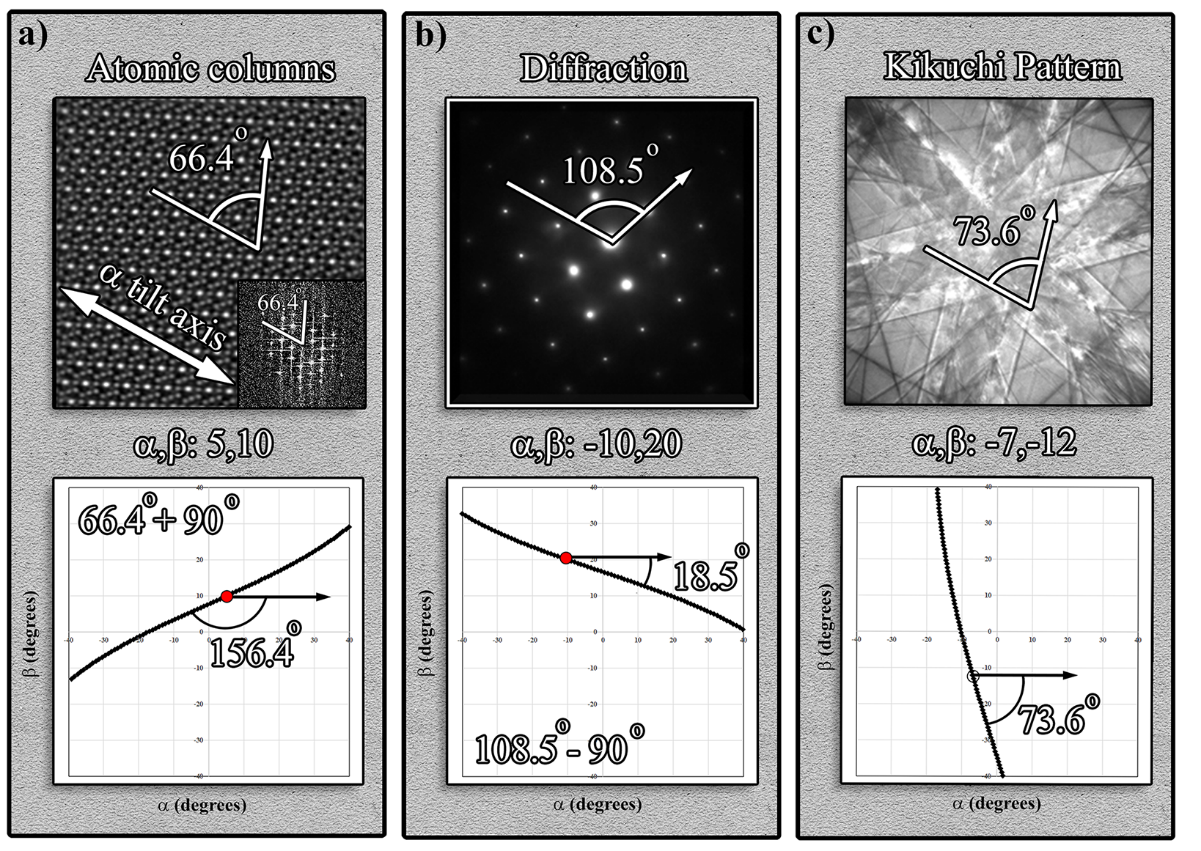 a)
Atomic columns
66.4°
α tilt axis
66.4°
α,β: 5,10
66.4° + 90°
156.4°
40
30
20
10
0
-10
-20
-30
-40
-40 -30 -20 -10 10 20 30 40
β (degrees)
α (degrees)
b)
Diffraction
108.5°
α,β: -10,20
18.5°
108.5° - 90°
40
30
20
10
0
-10
-20
-30
-40
-40 -30 -20 -10 10 20 30 40
β (degrees)
α (degrees)
c)
Kikuchi Pattern
73.6°
α,β: -7,-12
73.6°
40
30
20
10
0
-10
-20
-30
-40
-40 -30 -20 -10 10 20 30 40
β (degrees)
α (degrees)